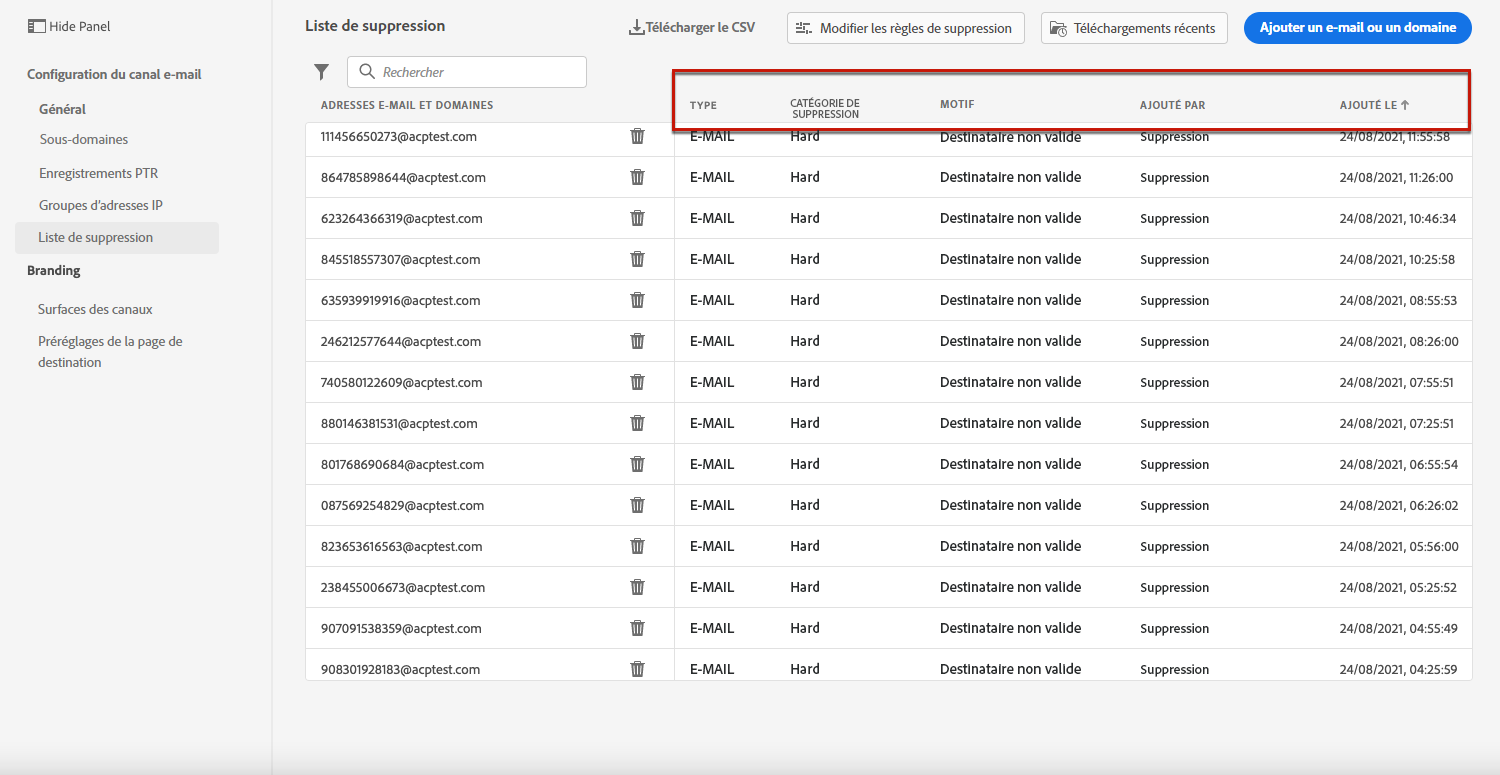 Hide Panel
Configuration du canal e-mail
Général
Sous-domaines
Enregistrements PTR
Groupes d'adresses IP
Liste de suppression
Branding
Surfaces des canaux
Préréglages de la page de
destination
Liste de suppression
Télécharger le CSV
Modifier les règles de suppression
Téléchargements récents
Ajouter un e-mail ou un domaine
Rechercher
ADRESSES E-MAIL ET DOMAINES TYPE CATÉGORIE DE SUPPRESSION MOTIF AJOUTÉ PAR AJOUTÉ LE
111456650273@acptest.com E-MAIL Hard Destinataire non valide Suppression 24/08/2021, 11:55:58
864785898644@acptest.com E-MAIL Hard Destinataire non valide Suppression 24/08/2021, 11:26:00
623264366319@acptest.com E-MAIL Hard Destinataire non valide Suppression 24/08/2021, 10:46:34
845518557307@acptest.com E-MAIL Hard Destinataire non valide Suppression 24/08/2021, 10:25:58
635939919916@acptest.com E-MAIL Hard Destinataire non valide Suppression 24/08/2021, 08:55:53
246212577644@acptest.com E-MAIL Hard Destinataire non valide Suppression 24/08/2021, 08:26:00
740580122609@acptest.com E-MAIL Hard Destinataire non valide Suppression 24/08/2021, 07:55:51
880146381531@acptest.com E-MAIL Hard Destinataire non valide Suppression 24/08/2021, 07:25:51
801768690684@acptest.com E-MAIL Hard Destinataire non valide Suppression 24/08/2021, 06:55:54
087569254829@acptest.com E-MAIL Hard Destinataire non valide Suppression 24/08/2021, 06:26:02
823653616563@acptest.com E-MAIL Hard Destinataire non valide Suppression 24/08/2021, 05:56:00
238455006673@acptest.com E-MAIL Hard Destinataire non valide Suppression 24/08/2021, 05:25:52
907091538359@acptest.com E-MAIL Hard Destinataire non valide Suppression 24/08/2021, 04:55:49
908301928183@acptest.com E-MAIL Hard Destinataire non valide Suppression 24/08/2021, 04:25:59